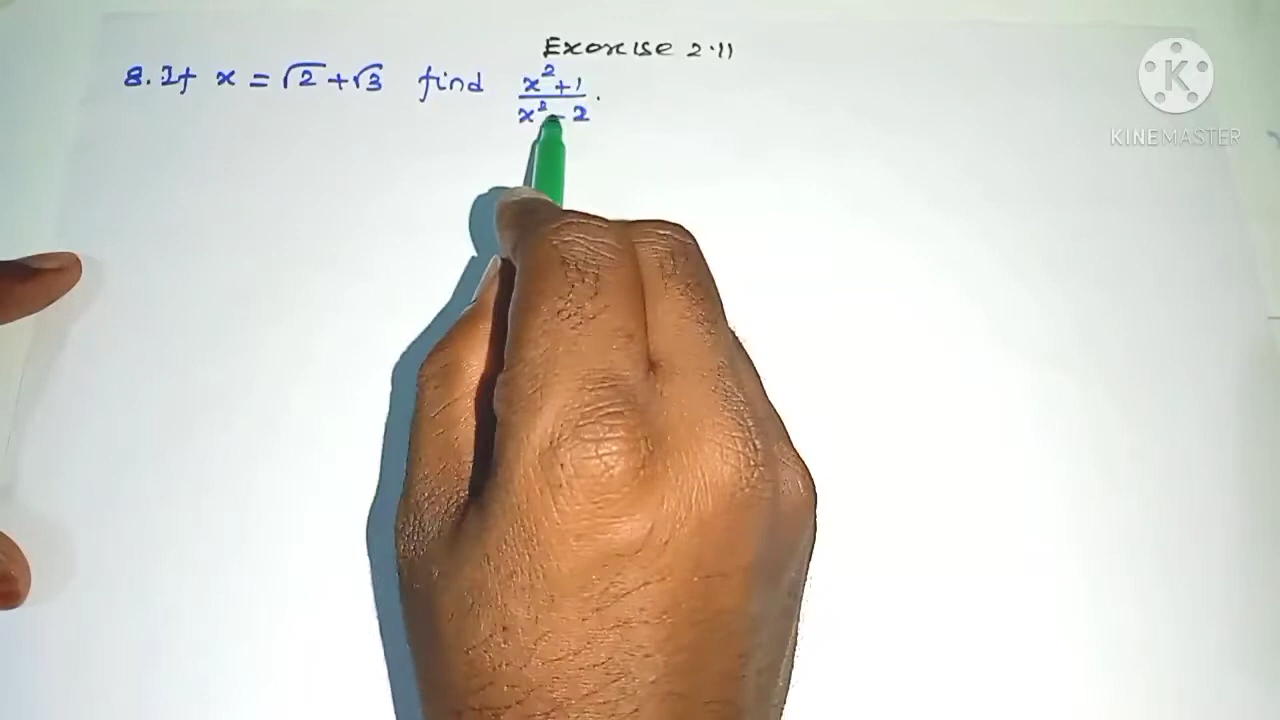 Exercise 2.11
8. If x = √2 + √3 find x²+1 / x²-2 .
K
KINEMASTER